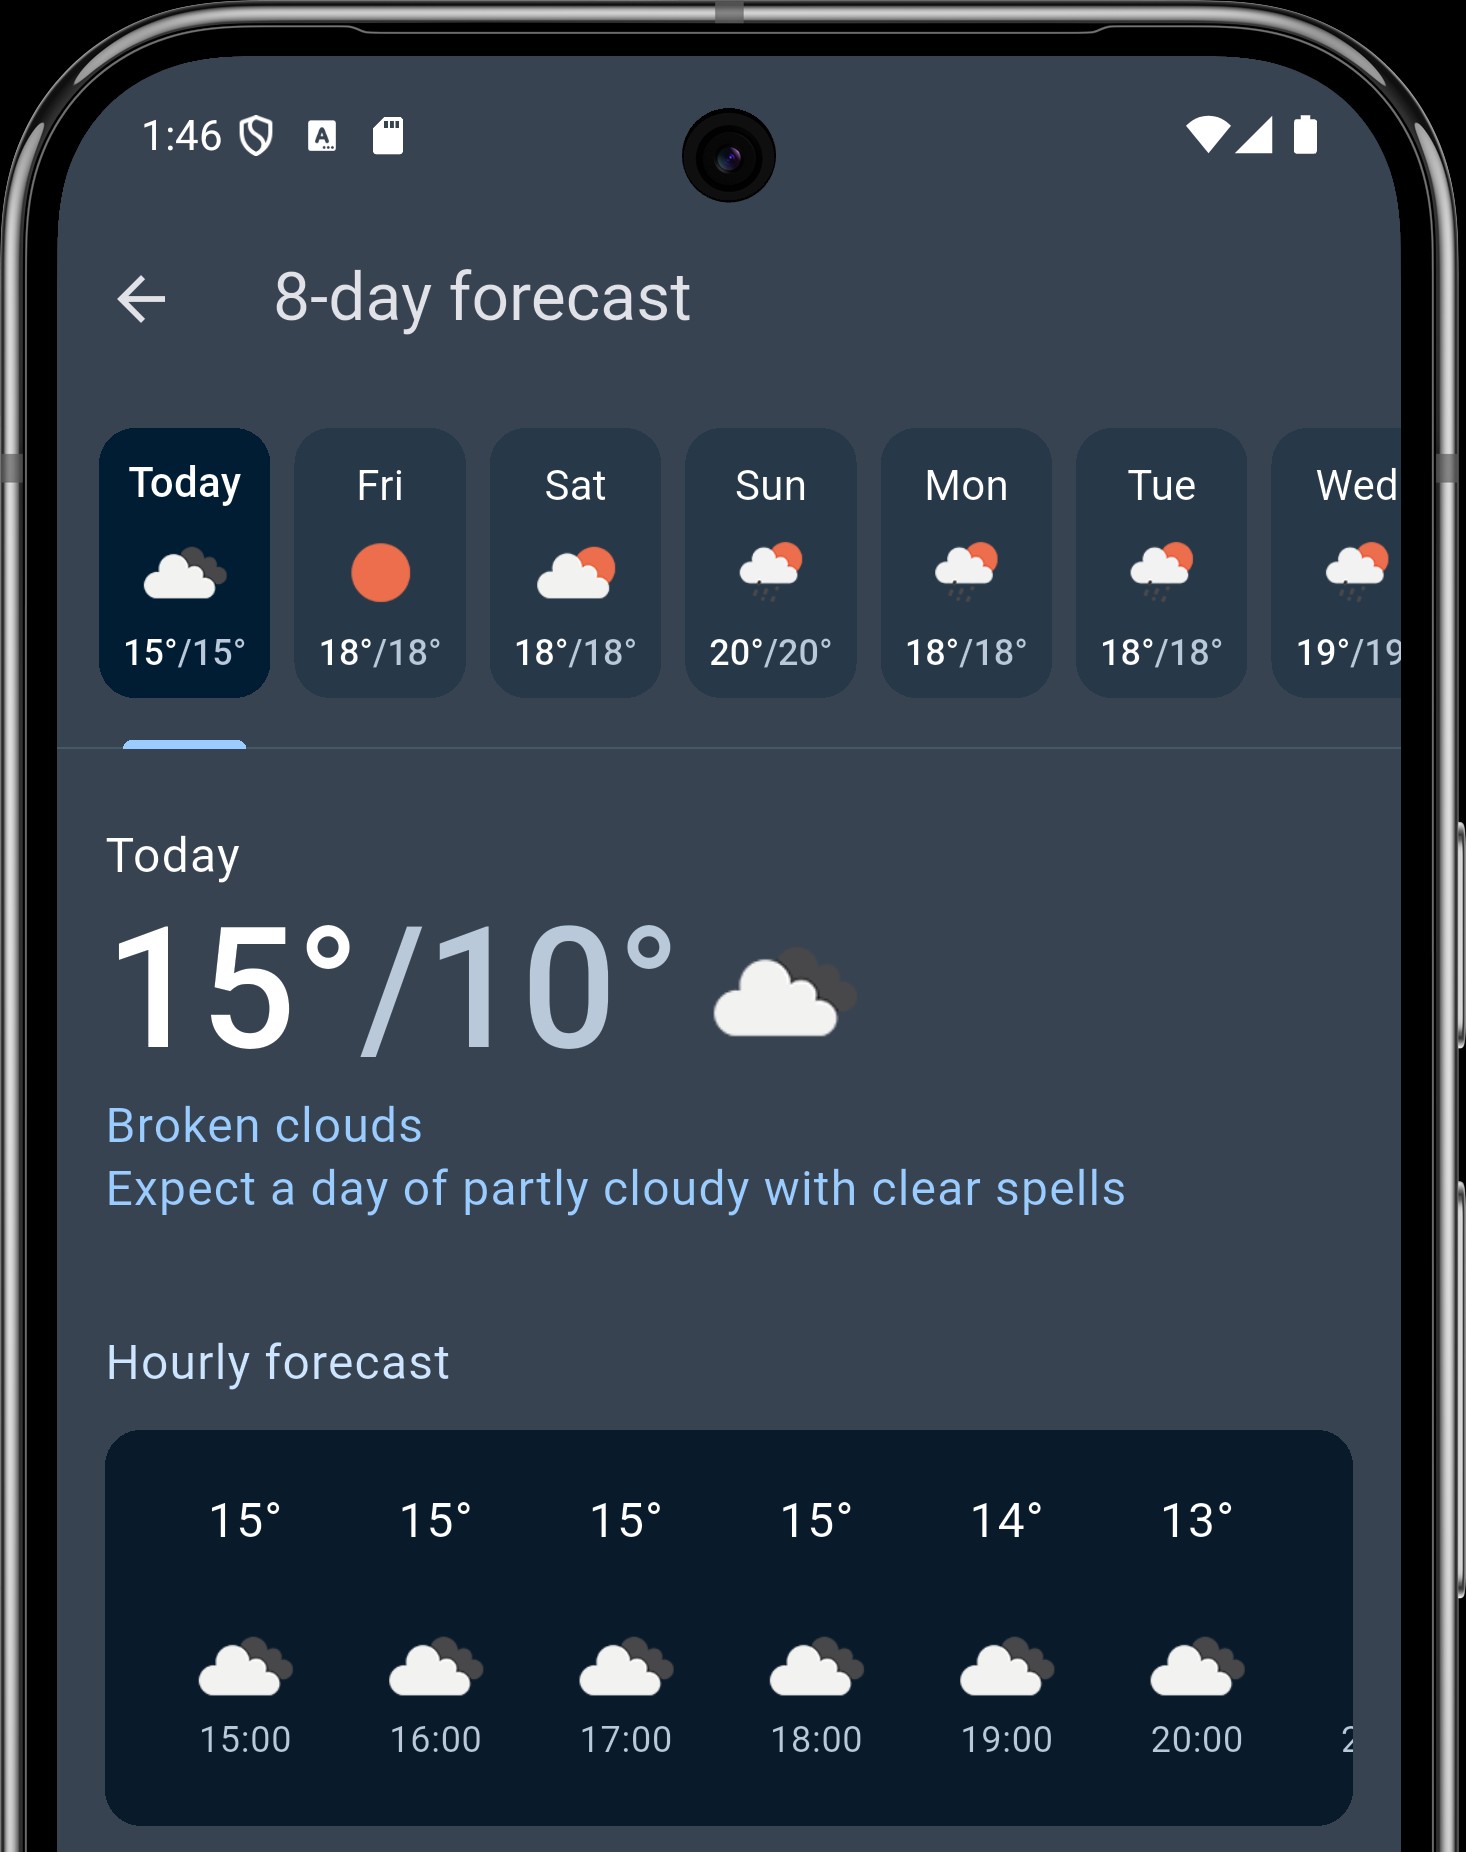 1:46
8-day forecast
Today Fri Sat Sun Mon Tue Wed
15°/15° 18°/18° 18°/18° 20°/20° 18°/18° 18°/18° 19°/19
Today
15°/10°
Broken clouds
Expect a day of partly cloudy with clear spells
Hourly forecast
15° 15° 15° 15° 14° 13°
15:00 16:00 17:00 18:00 19:00 20:00 2